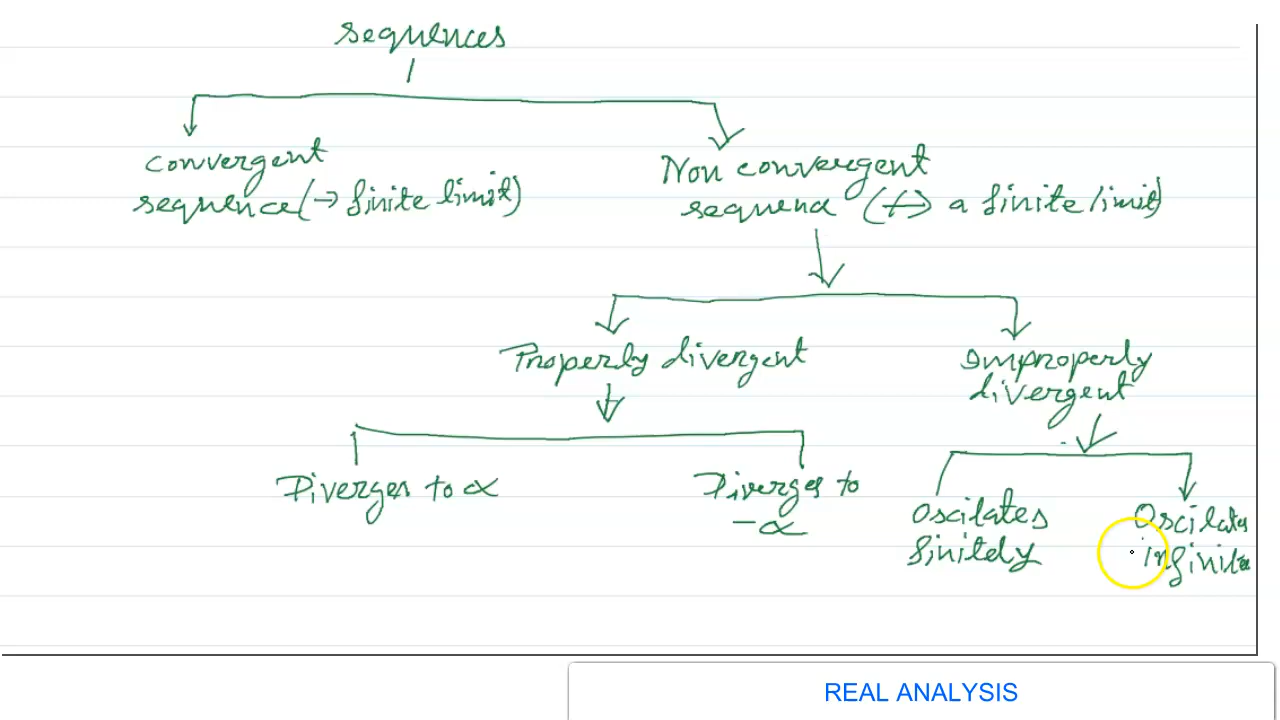 sequences
Convergent
sequence (→ finite limit)
Non convergent
sequence (↛ a finite limit)
Properly divergent
Improperly
divergent
Diverges to ∝
Diverges to
-∝
Oscilates
finitely
Oscilates
infinite
REAL ANALYSIS